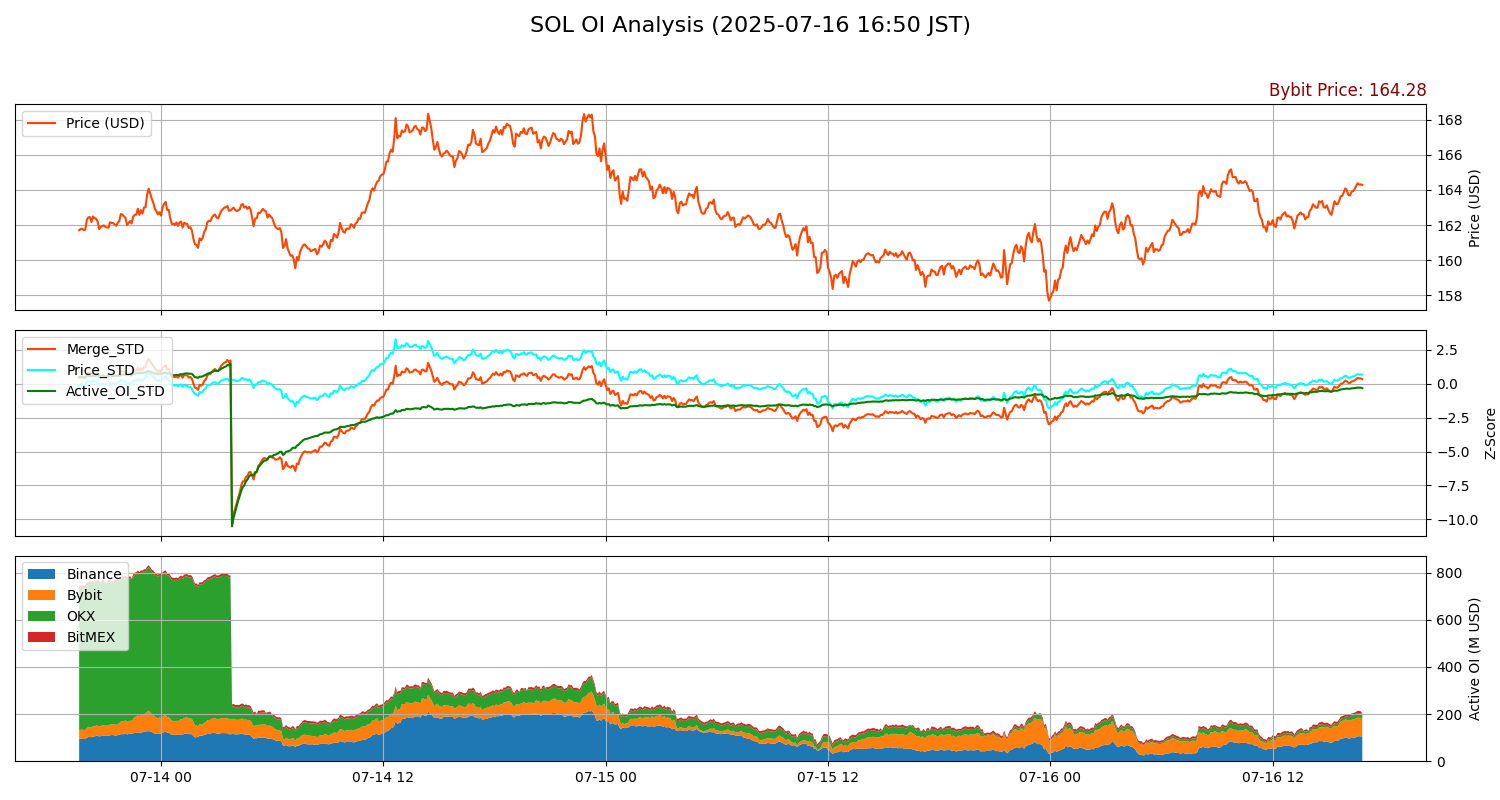 SOL OI Analysis (2025-07-16 16:50 JST)
Bybit Price: 164.28
Price (USD)
168
166
164
162
160
158
Price (USD)
Merge_STD
Price_STD
Active_OI_STD
2.5
0.0
−2.5
−5.0
−7.5
−10.0
Z-Score
Binance
Bybit
OKX
BitMEX
800
600
400
200
0
Active OI (M USD)
07-14 00
07-14 12
07-15 00
07-15 12
07-16 00
07-16 12